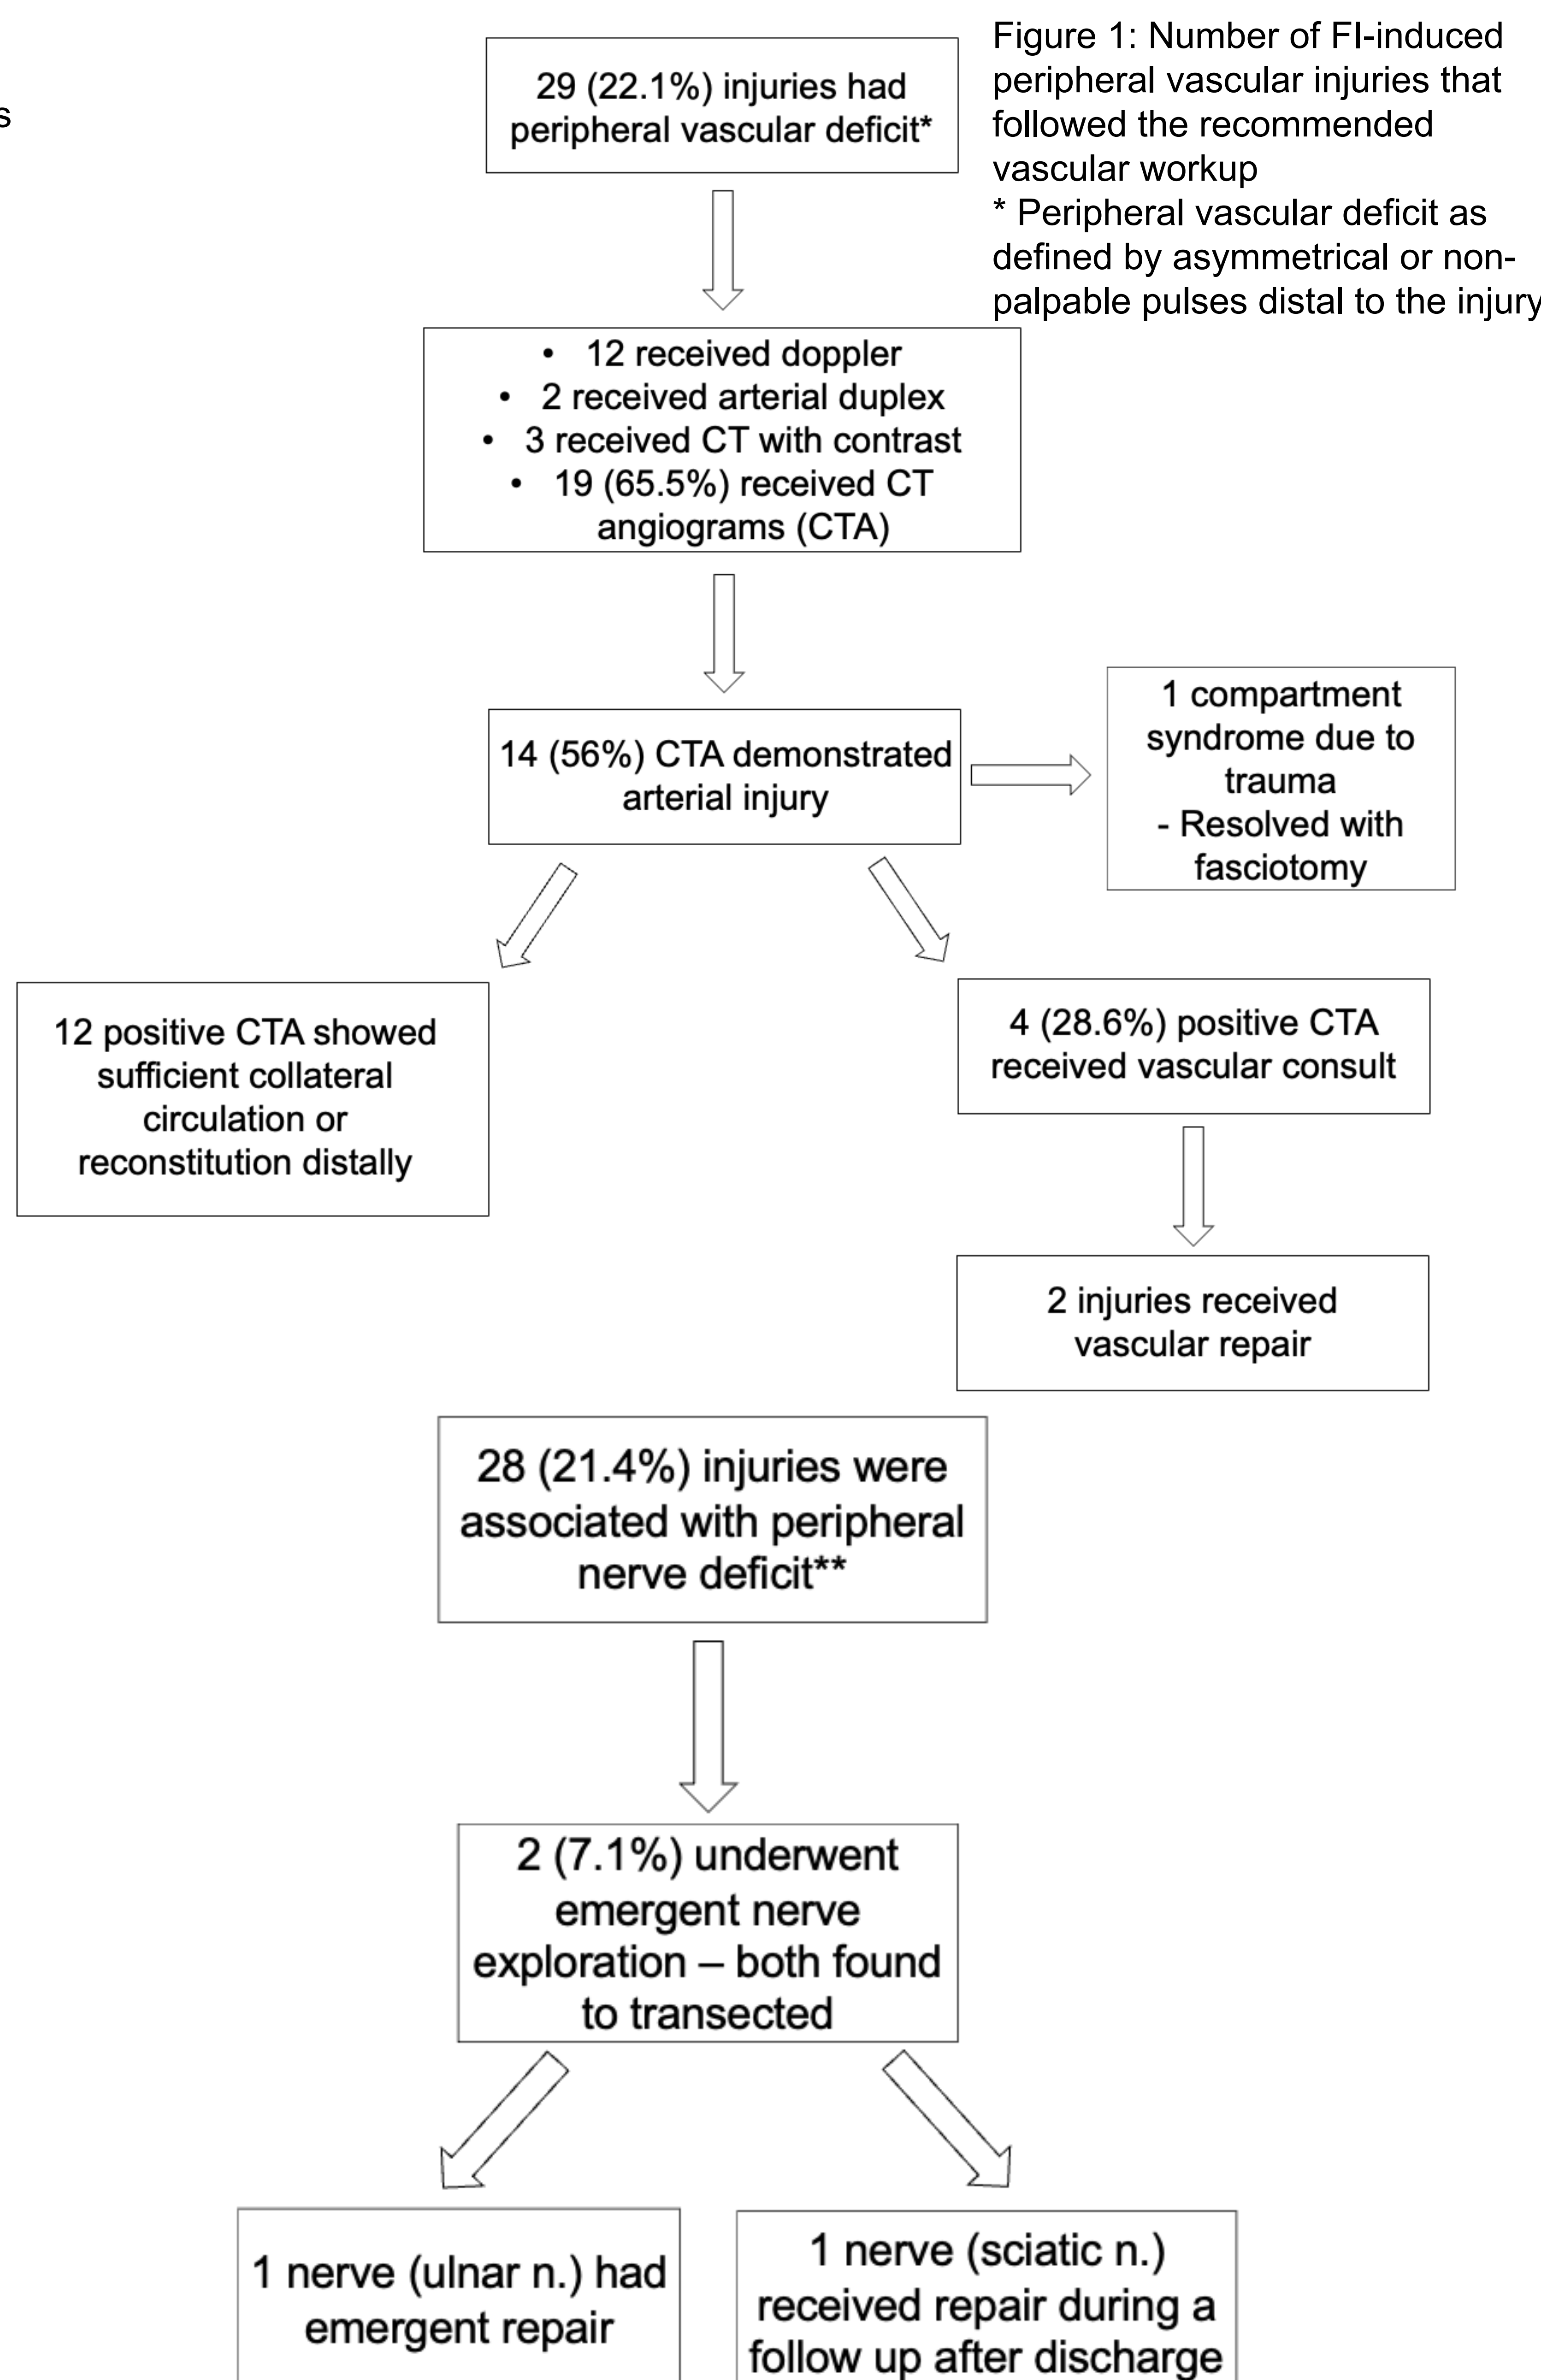 s
29 (22.1%) injuries had
peripheral vascular deficit*
Figure 1: Number of FI-induced
peripheral vascular injuries that
followed the recommended
vascular workup
* Peripheral vascular deficit as
defined by asymmetrical or non-
palpable pulses distal to the injury
• 12 received doppler
• 2 received arterial duplex
• 3 received CT with contrast
• 19 (65.5%) received CT
angiograms (CTA)
14 (56%) CTA demonstrated
arterial injury
1 compartment
syndrome due to
trauma
- Resolved with
fasciotomy
12 positive CTA showed
sufficient collateral
circulation or
reconstitution distally
4 (28.6%) positive CTA
received vascular consult
2 injuries received
vascular repair
28 (21.4%) injuries were
associated with peripheral
nerve deficit**
2 (7.1%) underwent
emergent nerve
exploration – both found
to transected
1 nerve (ulnar n.) had
emergent repair
1 nerve (sciatic n.)
received repair during a
follow up after discharge